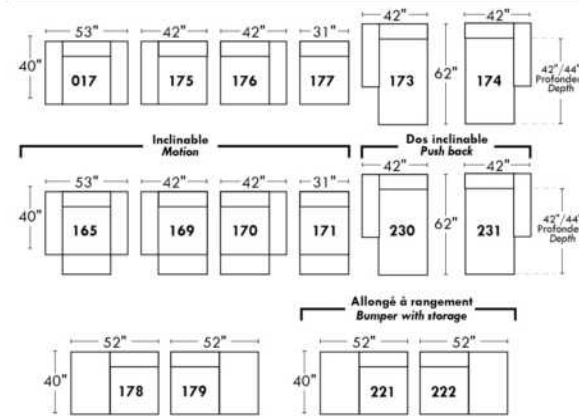 53" 42" 42" 31" 42" 42"
40" 017 175 176 177 173 62" 174 42"/44"
Depth
Inclinable
Motion
Dos inclinable
Push back
53" 42" 42" 31" 42" 42"
40" 165 169 170 171 230 62" 231 42"/44"
Depth
Allongé à rangement
Bumper with storage
52" 52" 52" 52"
40" 178 179 40" 221 222